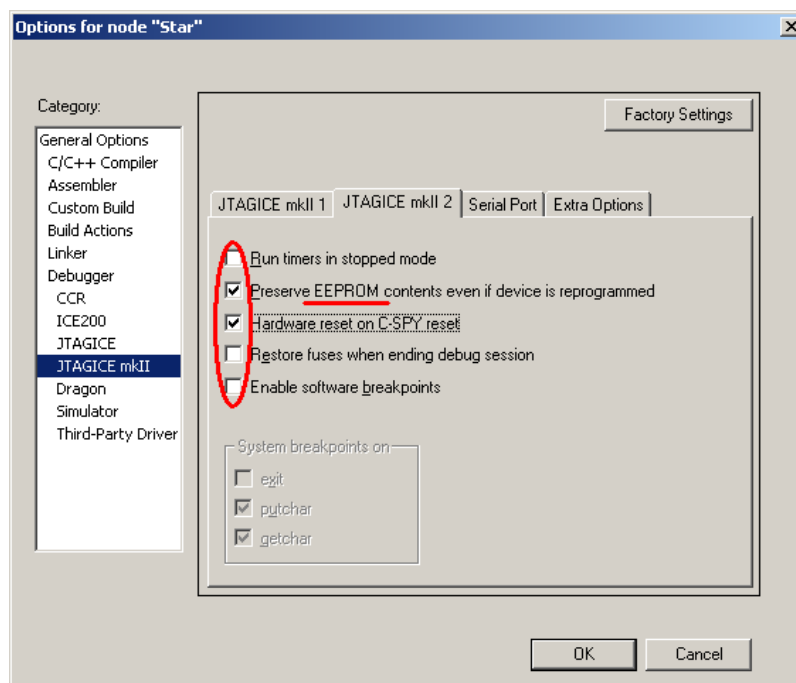 Options for node "Star"
Category:
Factory Settings
General Options
C/C++ Compiler
Assembler
Custom Build
Build Actions
Linker
Debugger
CCR
ICE200
JTAGICE
JTAGICE mkII
Dragon
Simulator
Third-Party Driver
JTAGICE mkII 1 JTAGICE mkII 2 Serial Port Extra Options
Run timers in stopped mode
Preserve EEPROM contents even if device is reprogrammed
Hardware reset on C-SPY reset
Restore fuses when ending debug session
Enable software breakpoints
System breakpoints on
exit
putchar
getchar
OK Cancel